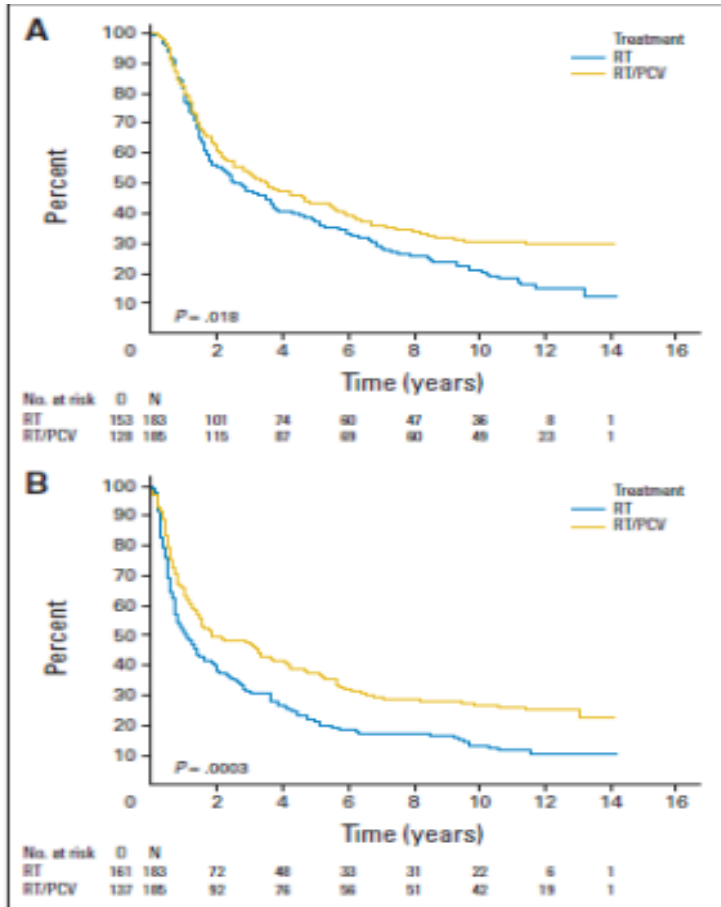 A
Treatment
RT
RT/PCV
100
90
80
70
60
50
40
30
20
10
Percent
P = .018
0 2 4 6 8 10 12 14 16
Time (years)
No. at risk O N
RT 153 183 101 74 60 47 36 8 1
RT/PCV 128 185 115 87 69 60 49 23 1
B
Treatment
RT
RT/PCV
100
90
80
70
60
50
40
30
20
10
Percent
P = .0003
0 2 4 6 8 10 12 14 16
Time (years)
No. at risk O N
RT 161 183 72 48 33 31 22 6 1
RT/PCV 137 185 92 76 56 51 42 19 1